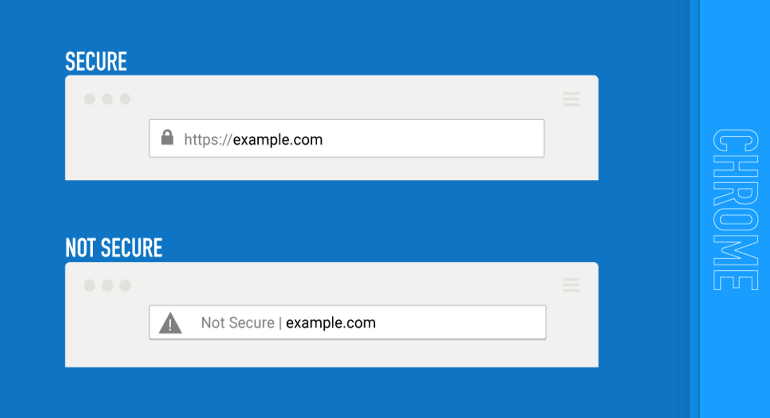 SECURE
https://example.com
NOT SECURE
Not Secure | example.com
CHROME